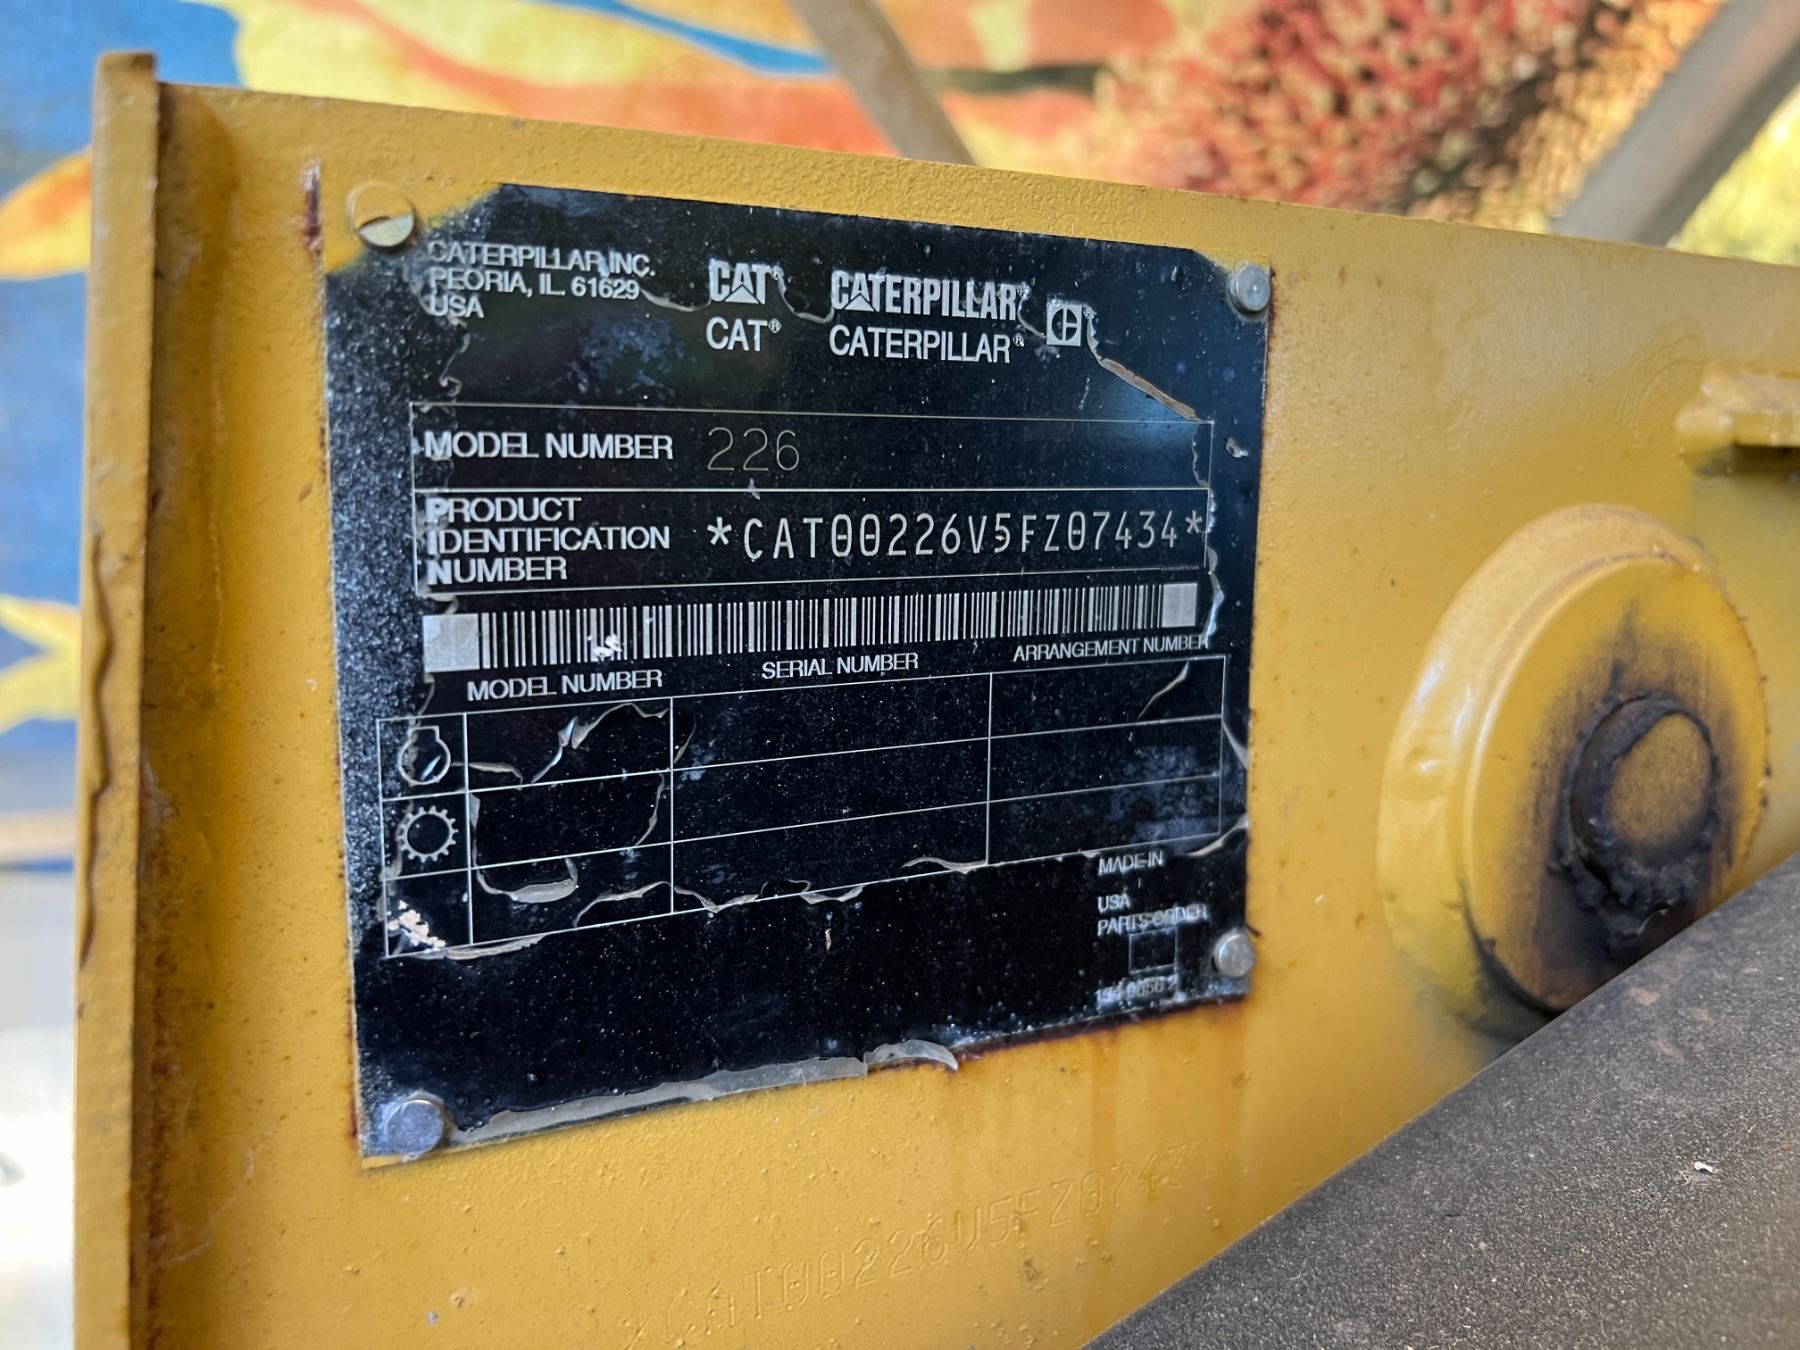 CATERPILLAR INC.
PEORIA, IL 61629
USA
CAT® CATERPILLAR®
CAT® CATERPILLAR®
MODEL NUMBER 226
PRODUCT
IDENTIFICATION
NUMBER
*CAT00226V5FZ07434*
MODEL NUMBER SERIAL NUMBER ARRANGEMENT NUMBER
MADE IN
USA
PARTS ORDER
CAT00226V5FZ07434